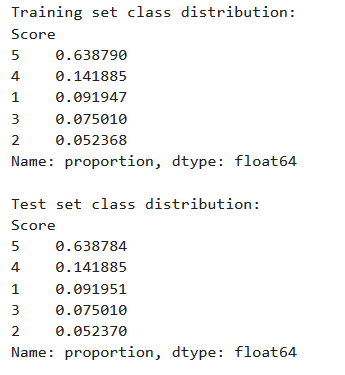 Training set class distribution:
Score
5    0.638790
4    0.141885
1    0.091947
3    0.075010
2    0.052368
Name: proportion, dtype: float64

Test set class distribution:
Score
5    0.638784
4    0.141885
1    0.091951
3    0.075010
2    0.052370
Name: proportion, dtype: float64